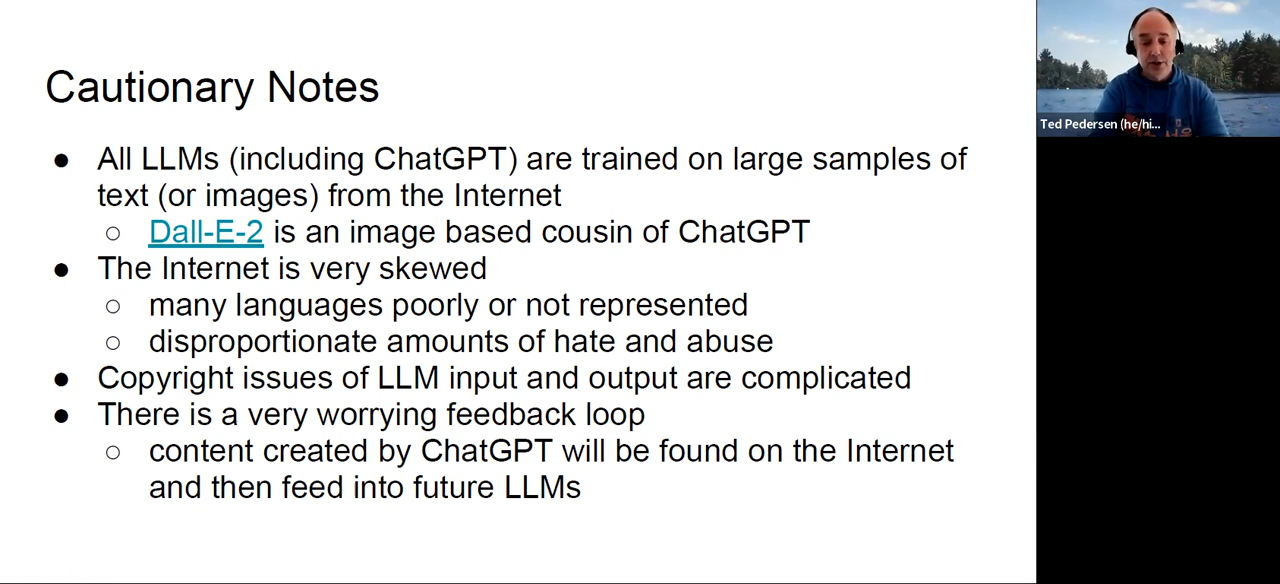 Cautionary Notes
● All LLMs (including ChatGPT) are trained on large samples of
text (or images) from the Internet
○ Dall-E-2 is an image based cousin of ChatGPT
● The Internet is very skewed
○ many languages poorly or not represented
○ disproportionate amounts of hate and abuse
● Copyright issues of LLM input and output are complicated
● There is a very worrying feedback loop
○ content created by ChatGPT will be found on the Internet
and then feed into future LLMs
Ted Pedersen (he/hi...